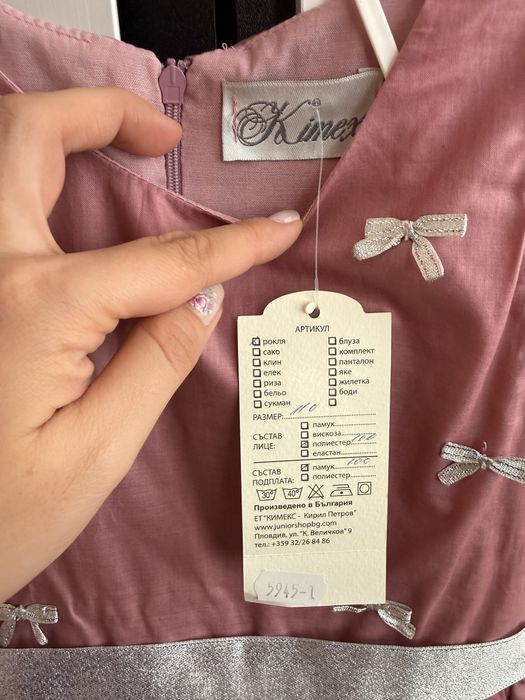 Kimex
АРТИКУЛ
рокля
блуза
сако
комплект
клин
панталон
елек
яке
риза
жилетка
бельо
боди
сукман
РАЗМЕР: 110
СЪСТАВ ЛИЦЕ:
памук
вискоза
полиестер 100
еластан
СЪСТАВ ПОДПЛАТА:
памук 100
полиестер
30° 40°
Произведено в България
ЕТ "КИМЕКС - Кирил Петров"
www.juniorshopbg.com
Пловдив, ул. "К. Величков" 9
тел.: +359 32/26 84 86
5945-1